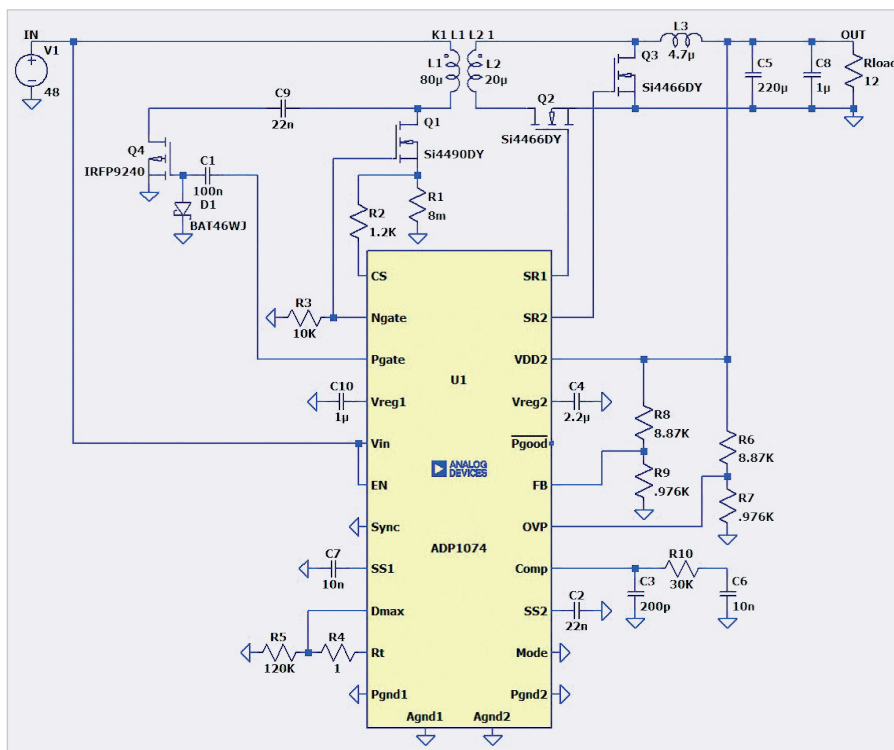 IN
K1 L1 L2 1
L3
OUT
V1
4.7µ
Q3
48
L1
80µ
L2
20µ
C5
220µ
C8
1µ
Rload
12
Si4466DY
C9
22n
Q2
Si4466DY
Q1
Si4490DY
Q4
IRFP9240
C1
100n
D1
BAT46WJ
R2
1.2K
R1
8m
CS
SR1
R3
10K
Ngate
SR2
Pgate
VDD2
U1
C10
1µ
Vreg1
Vreg2
C4
2.2µ
R8
8.87K
R6
8.87K
Vin
Pgood
ANALOG
DEVICES
EN
FB
R9
.976K
R7
.976K
Sync
OVP
ADP1074
C7
10n
SS1
Comp
R10
30K
C3
200p
C6
10n
Dmax
SS2
C2
22n
R5
120K
R4
1
Rt
Mode
Pgnd1
Pgnd2
Agnd1
Agnd2